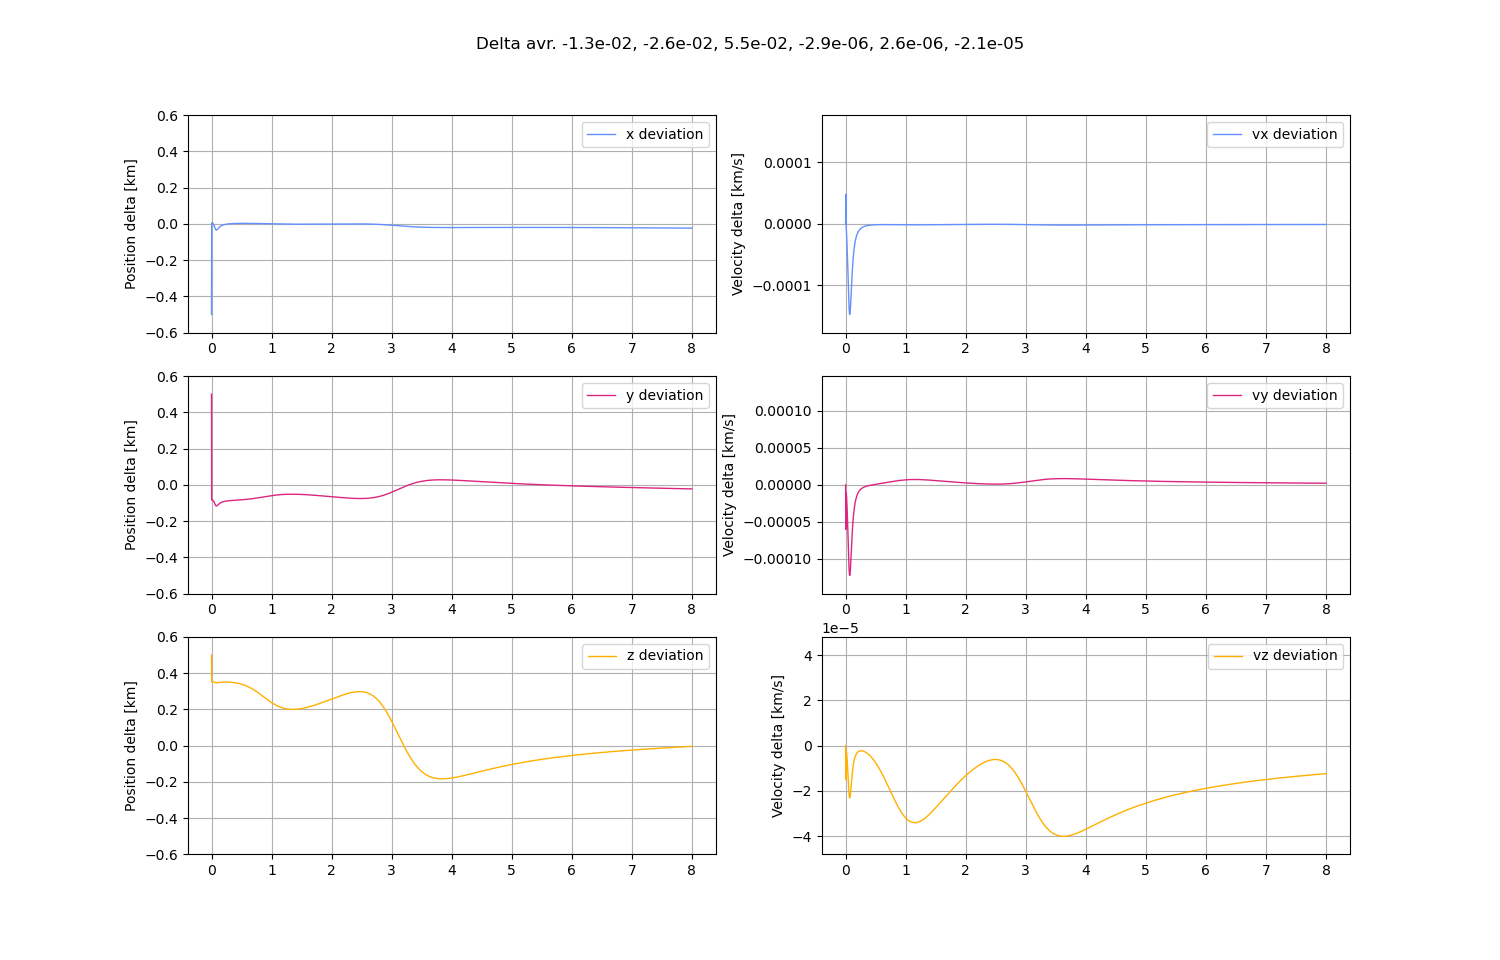 Delta avr. -1.3e-02, -2.6e-02, 5.5e-02, -2.9e-06, 2.6e-06, -2.1e-05
x deviation
Position delta [km]
0.6
0.4
0.2
0.0
−0.2
−0.4
−0.6
0 1 2 3 4 5 6 7 8
vx deviation
Velocity delta [km/s]
0.0001
0.0000
−0.0001
0 1 2 3 4 5 6 7 8
y deviation
Position delta [km]
0.6
0.4
0.2
0.0
−0.2
−0.4
−0.6
0 1 2 3 4 5 6 7 8
vy deviation
Velocity delta [km/s]
0.00010
0.00005
0.00000
−0.00005
−0.00010
0 1 2 3 4 5 6 7 8
z deviation
Position delta [km]
0.6
0.4
0.2
0.0
−0.2
−0.4
−0.6
0 1 2 3 4 5 6 7 8
1e−5
vz deviation
Velocity delta [km/s]
4
2
0
−2
−4
0 1 2 3 4 5 6 7 8